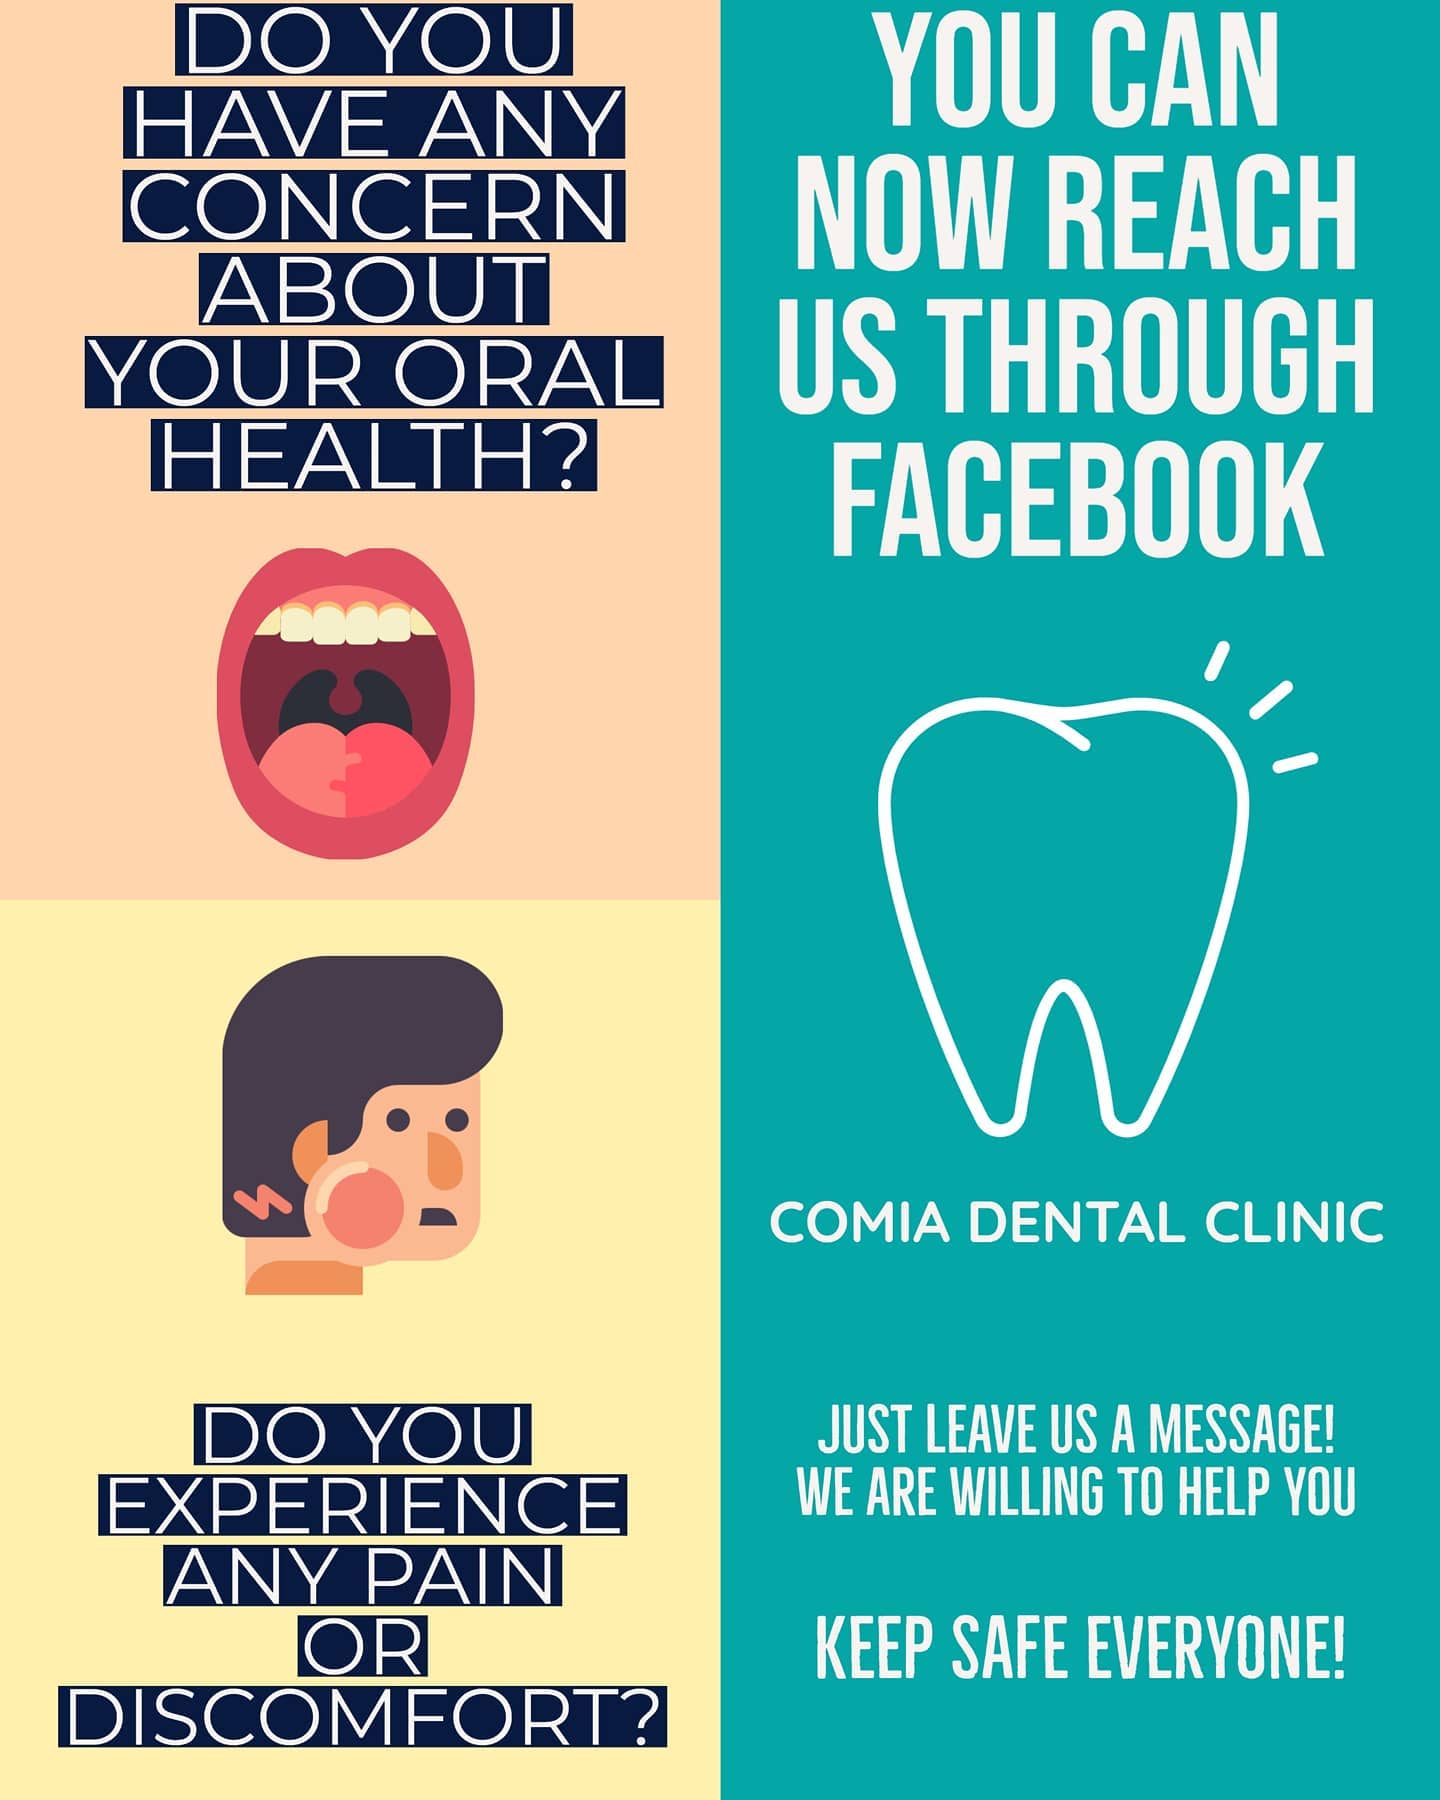 DO YOU
HAVE ANY
CONCERN
ABOUT
YOUR ORAL
HEALTH?
DO YOU
EXPERIENCE
ANY PAIN
OR
DISCOMFORT?
YOU CAN
NOW REACH
US THROUGH
FACEBOOK
COMIA DENTAL CLINIC
JUST LEAVE US A MESSAGE!
WE ARE WILLING TO HELP YOU
KEEP SAFE EVERYONE!